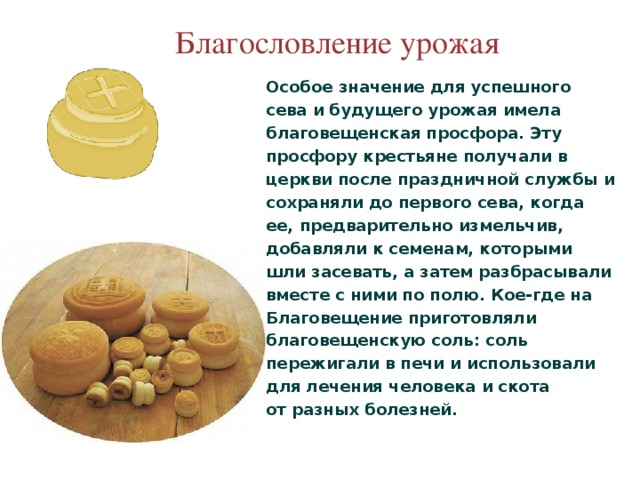 Благословление урожая
Особое значение для успешного
сева и будущего урожая имела
благовещенская просфора. Эту
просфору крестьяне получали в
церкви после праздничной службы и
сохраняли до первого сева, когда
ее, предварительно измельчив,
добавляли к семенам, которыми
шли засевать, а затем разбрасывали
вместе с ними по полю. Кое-где на
Благовещение приготовляли
благовещенскую соль: соль
пережигали в печи и использовали
для лечения человека и скота
от разных болезней.